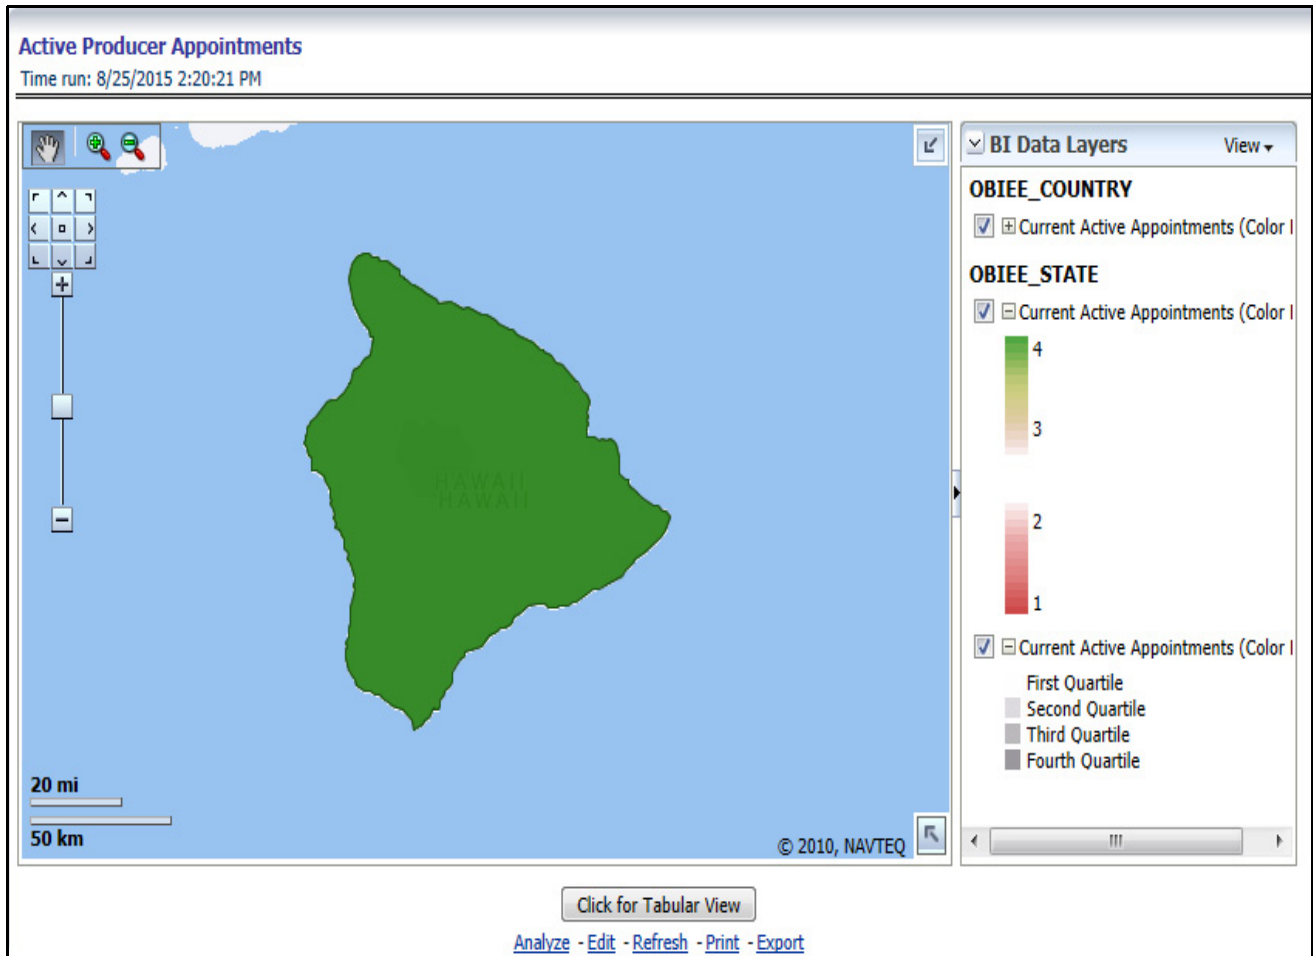 Active Producer Appointments
Time run: 8/25/2015 2:20:21 PM
BI Data Layers View
OBIEE_COUNTRY
Current Active Appointments (Color I
OBIEE_STATE
Current Active Appointments (Color I
4
3
2
1
Current Active Appointments (Color I
First Quartile
Second Quartile
Third Quartile
Fourth Quartile
HAWAII
HAWAII
20 mi
50 km
© 2010, NAVTEQ
Click for Tabular View
Analyze - Edit - Refresh - Print - Export